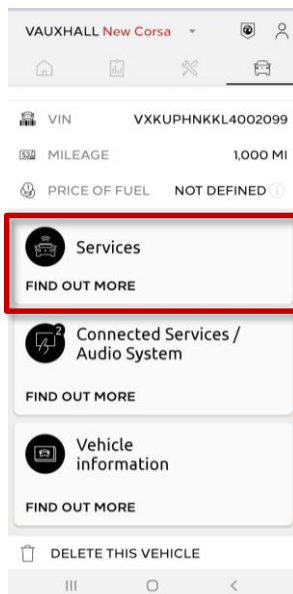 VAUXHALL New Corsa
VIN VXKUPHNKKL4002099
MILEAGE 1,000 MI
PRICE OF FUEL NOT DEFINED
Services
FIND OUT MORE
2
Connected Services /
Audio System
FIND OUT MORE
Vehicle
information
FIND OUT MORE
DELETE THIS VEHICLE